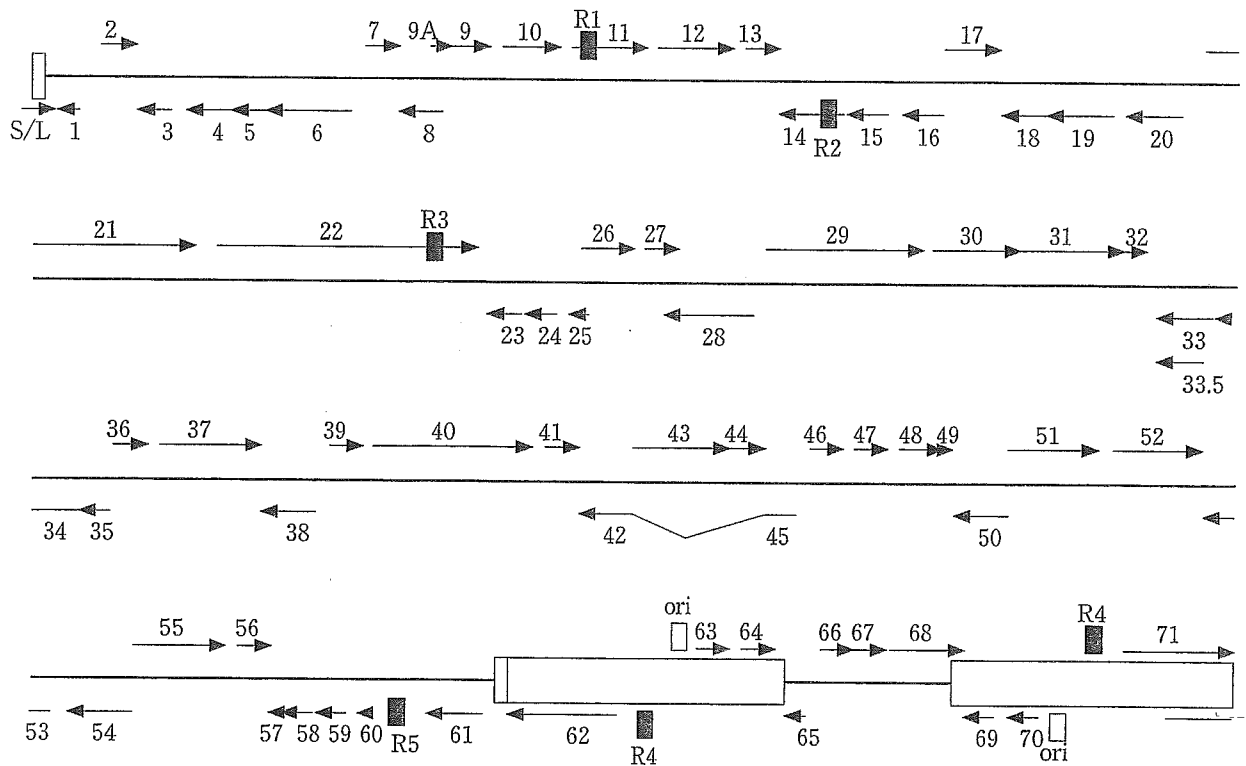 2 7 9A 9 10 R1 11 12 13 17
S/L 1 3 4 5 6 8 14 R2 15 16 18 19 20
21 22 R3 26 27 29 30 31 32
23 24 25 28 33
33.5
36 37 39 40 41 43 44 46 47 48 49 51 52
34 35 38 42 45 50
55 56 ori 63 64 66 67 68 R4 71
53 54 57 58 59 60 R5 61 62 R4 65 69 70 ori